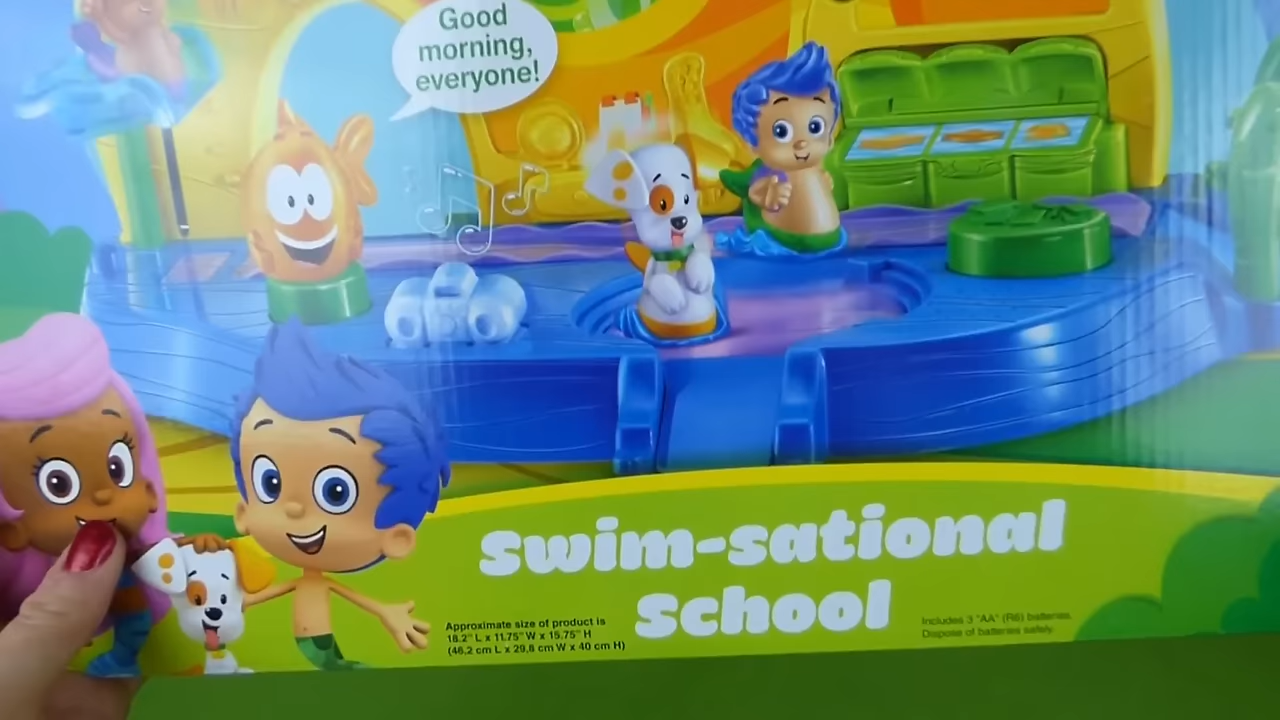 Good
morning,
everyone!
Swim-sational
School
Approximate size of product is
18.2" L x 11.75" W x 15.75" H
(46,2 cm L x 29,8 cm W x 40 cm H)
Includes 3 "AA" (R6) batteries.
Dispose of batteries safely.